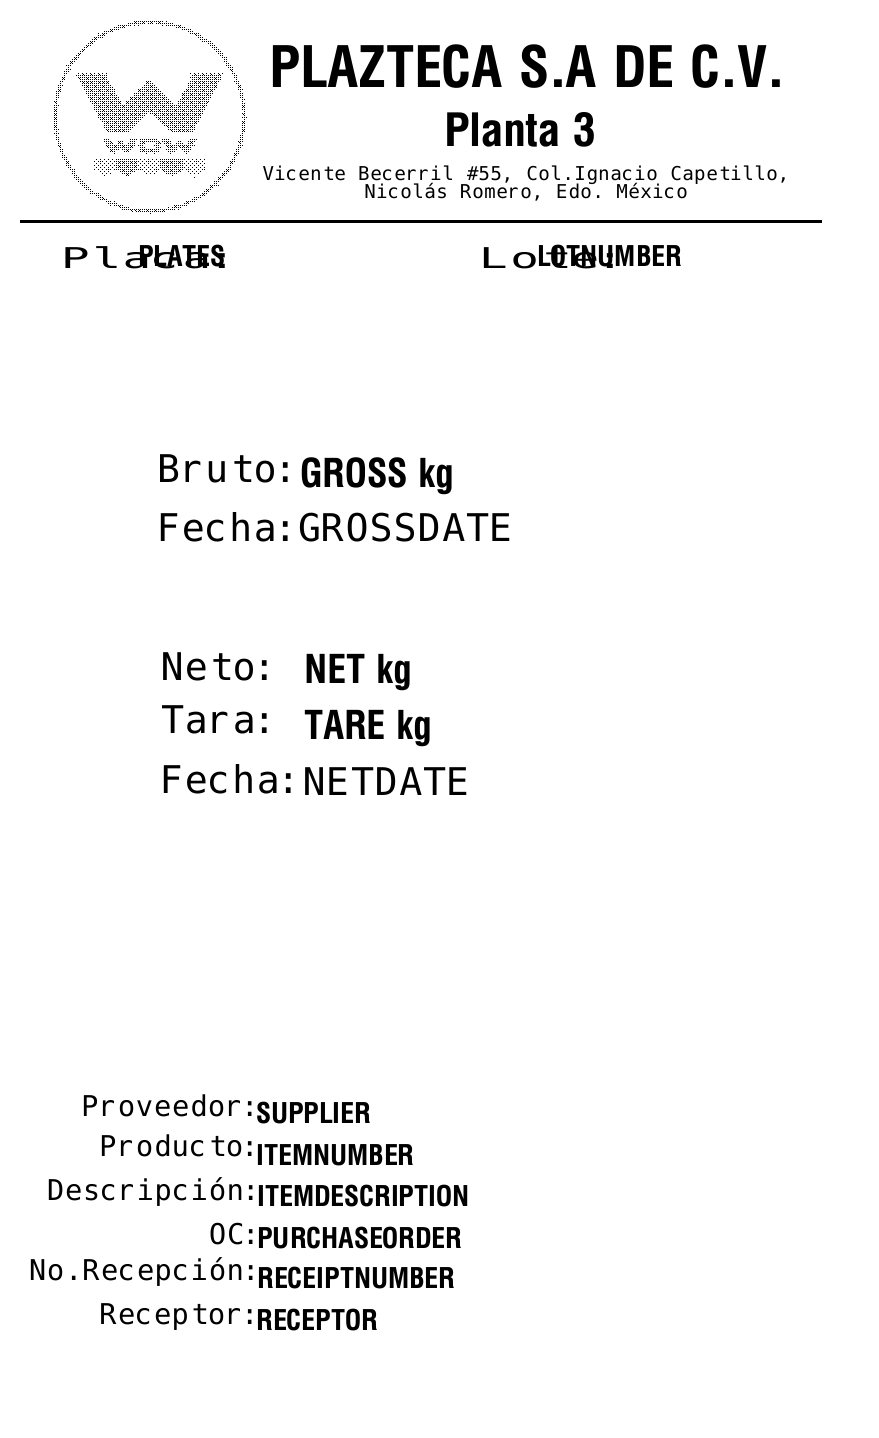 PLAZTECA S.A DE C.V.
Planta 3
Vicente Becerril #55, Col.Ignacio Capetillo,
Nicolás Romero, Edo. México
WOW
Placa: PLATES Lote: LOTNUMBER
Bruto: GROSS kg
Fecha: GROSSDATE
Neto: NET kg
Tara: TARE kg
Fecha: NETDATE
Proveedor: SUPPLIER
Producto: ITEMNUMBER
Descripción: ITEMDESCRIPTION
OC: PURCHASEORDER
No.Recepción: RECEIPTNUMBER
Receptor: RECEPTOR